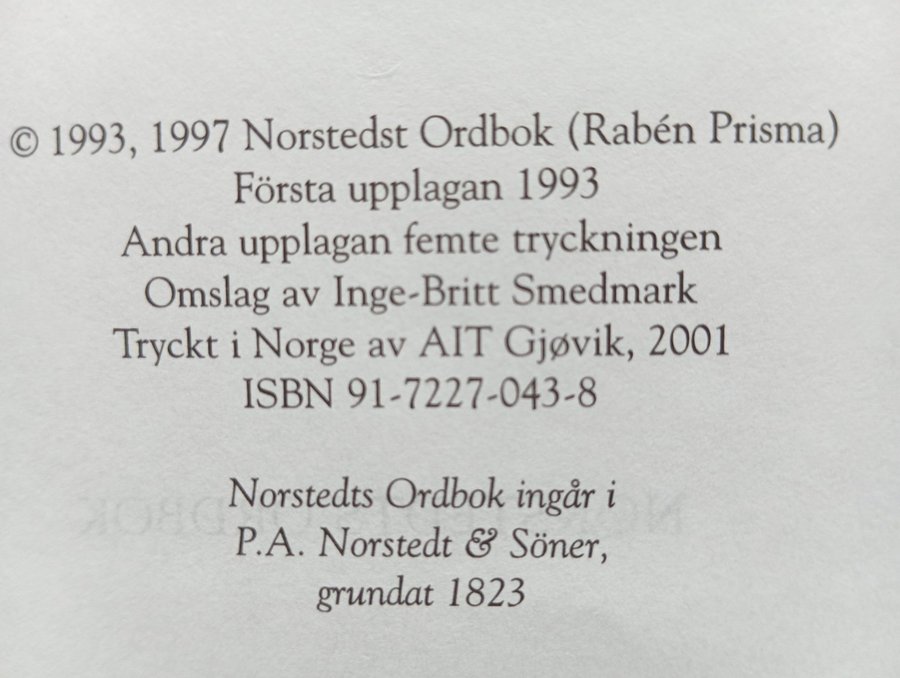 © 1993, 1997 Norstedst Ordbok (Rabén Prisma)
Första upplagan 1993
Andra upplagan femte tryckningen
Omslag av Inge-Britt Smedmark
Tryckt i Norge av AIT Gjøvik, 2001
ISBN 91-7227-043-8
Norstedts Ordbok ingår i
P.A. Norstedt & Söner,
grundat 1823